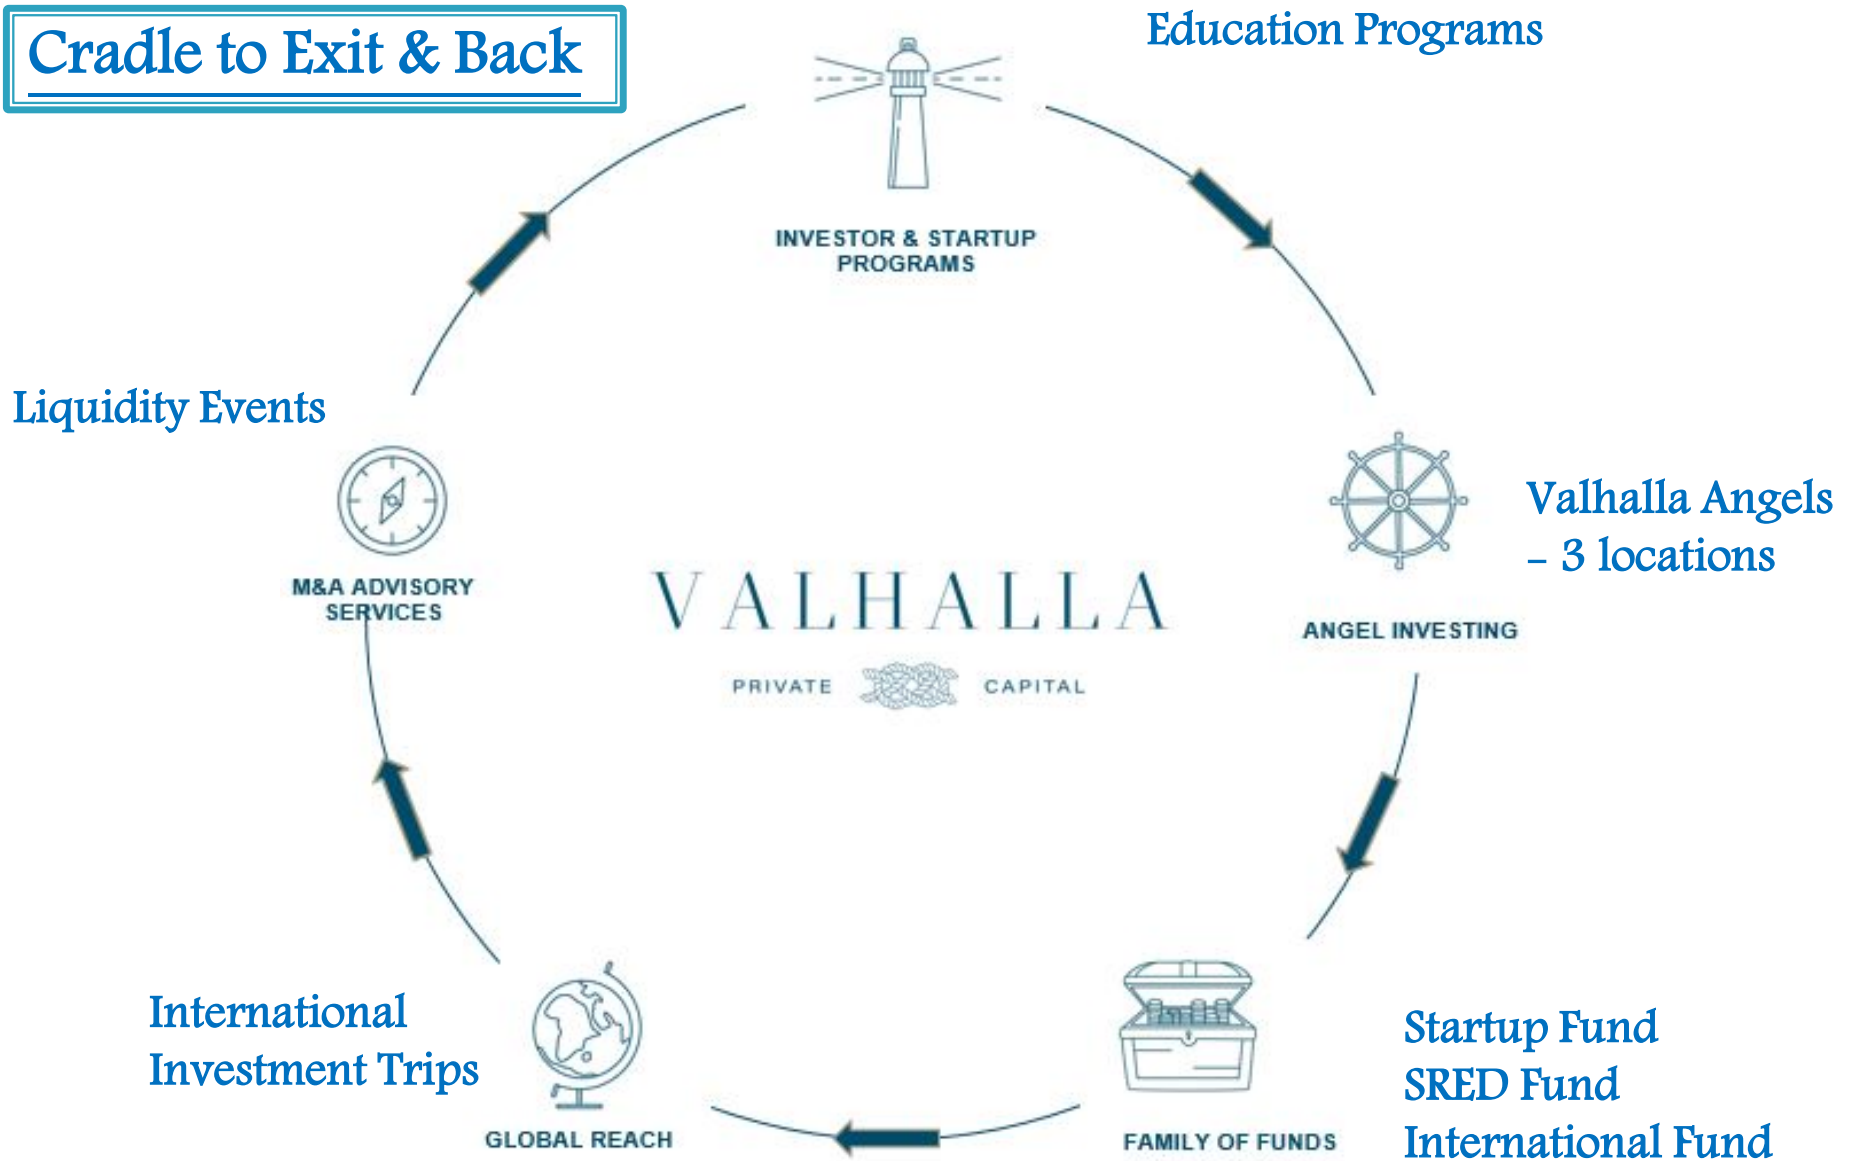 Cradle to Exit & Back
Education Programs
INVESTOR & STARTUP
PROGRAMS
Liquidity Events
M&A ADVISORY
SERVICES
Valhalla Angels
– 3 locations
ANGEL INVESTING
VALHALLA
PRIVATE CAPITAL
International
Investment Trips
GLOBAL REACH
Startup Fund
SRED Fund
International Fund
FAMILY OF FUNDS